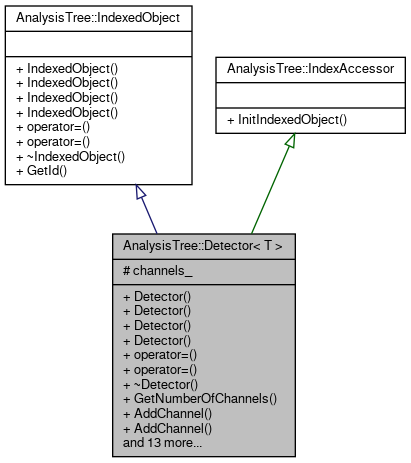 AnalysisTree::IndexedObject
+ IndexedObject()
+ IndexedObject()
+ IndexedObject()
+ IndexedObject()
+ operator=()
+ operator=()
+ ~IndexedObject()
+ GetId()
AnalysisTree::IndexAccessor
+ InitIndexedObject()
AnalysisTree::Detector< T >
# channels_
+ Detector()
+ Detector()
+ Detector()
+ Detector()
+ operator=()
+ operator=()
+ ~Detector()
+ GetNumberOfChannels()
+ AddChannel()
+ AddChannel()
and 13 more...